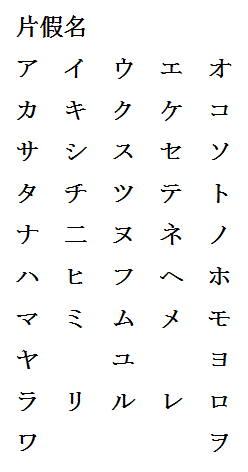 片假名
ア イ ウ エ オ
カ キ ク ケ コ
サ シ ス セ ソ
タ チ ツ テ ト
ナ ニ ヌ ネ ノ
ハ ヒ フ ヘ ホ
マ ミ ム メ モ
ヤ ユ ヨ
ラ リ ル レ ロ
ワ ヲ